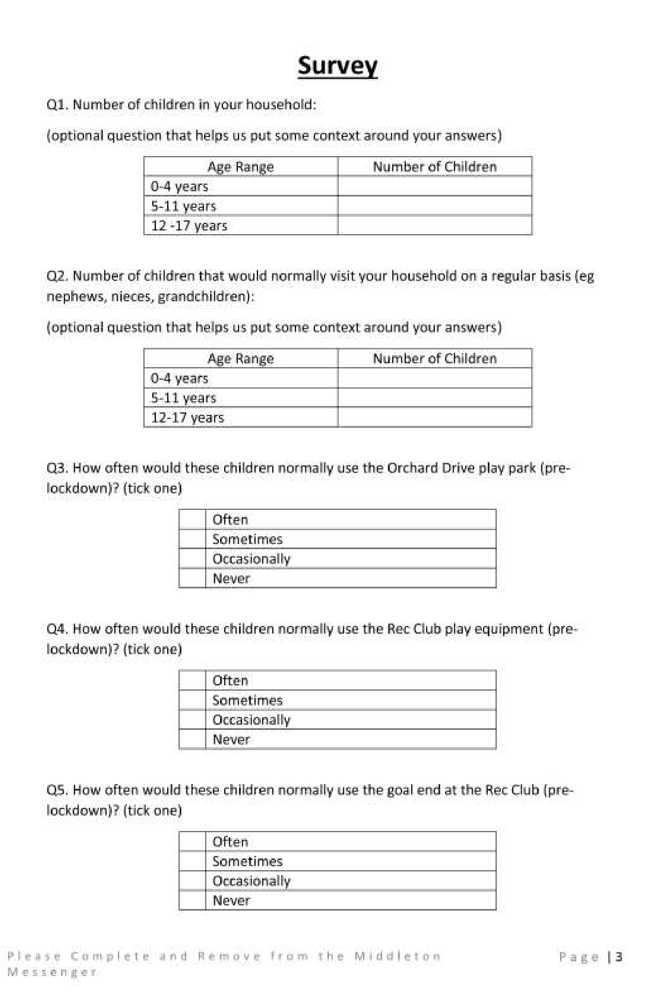 Survey
Q1. Number of children in your household:
(optional question that helps us put some context around your answers)
Age Range Number of Children
0-4 years
5-11 years
12 -17 years
Q2. Number of children that would normally visit your household on a regular basis (eg
nephews, nieces, grandchildren):
(optional question that helps us put some context around your answers)
Age Range Number of Children
0-4 years
5-11 years
12-17 years
Q3. How often would these children normally use the Orchard Drive play park (pre-
lockdown)? (tick one)
Often
Sometimes
Occasionally
Never
Q4. How often would these children normally use the Rec Club play equipment (pre-
lockdown)? (tick one)
Often
Sometimes
Occasionally
Never
Q5. How often would these children normally use the goal end at the Rec Club (pre-
lockdown)? (tick one)
Often
Sometimes
Occasionally
Never
Please Complete and Remove from the Middleton Page | 3
Messenger